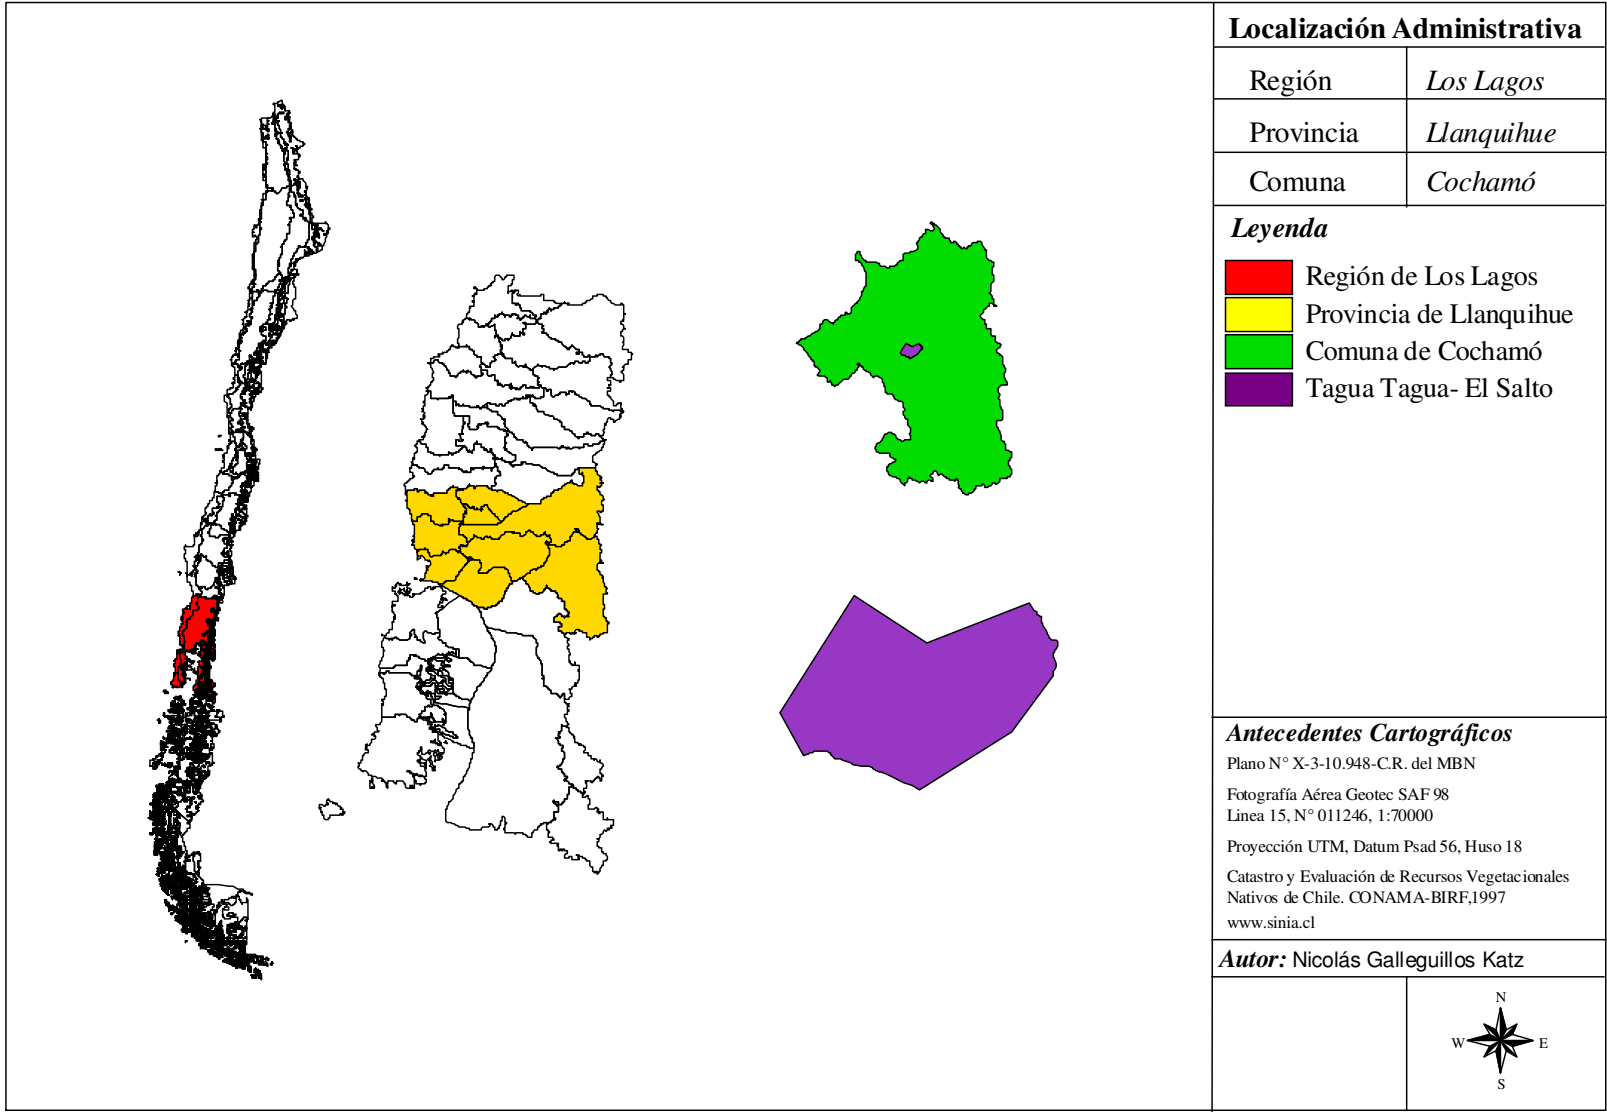 Localización Administrativa
Región Los Lagos
Provincia Llanquihue
Comuna Cochamó
Leyenda
Región de Los Lagos
Provincia de Llanquihue
Comuna de Cochamó
Tagua Tagua- El Salto
Antecedentes Cartográficos
Plano N° X-3-10.948-C.R. del MBN
Fotografía Aérea Geotec SAF 98
Linea 15, N° 011246, 1:70000
Proyección UTM, Datum Psad 56, Huso 18
Catastro y Evaluación de Recursos Vegetacionales
Nativos de Chile. CONAMA-BIRF,1997
www.sinia.cl
Autor: Nicolás Galleguillos Katz
N
W E
S